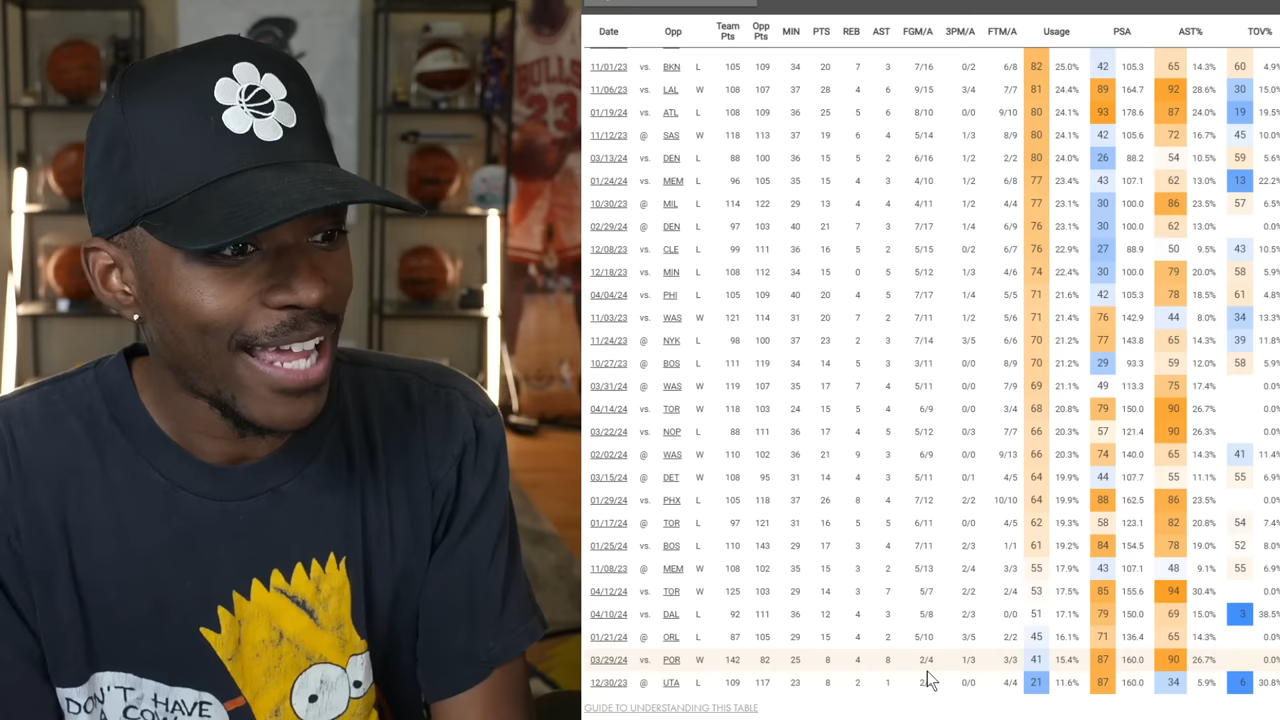 Date Opp Team Pts Opp Pts MIN PTS REB AST FGM/A 3PM/A FTM/A Usage PSA AST% TOV%
11/01/23 vs. BKN L 105 109 34 20 7 3 7/16 0/2 6/8 82 25.0% 42 105.3 65 14.3% 60 4.9%
11/06/23 vs. LAL W 108 107 37 28 4 6 9/15 3/4 7/7 81 24.4% 89 164.7 92 28.6% 30 15.0%
01/19/24 vs. ATL L 108 109 36 25 5 6 8/10 0/0 9/10 80 24.1% 93 178.6 87 24.0% 19 19.5%
11/12/23 @ SAS W 118 113 37 19 6 4 5/14 1/3 8/9 80 24.1% 42 105.6 72 16.7% 45 10.0%
03/13/24 vs. DEN L 88 100 36 15 5 2 6/16 1/2 2/2 80 24.0% 26 88.2 54 10.5% 59 5.6%
01/24/24 vs. MEM L 96 105 35 15 4 3 4/10 1/2 6/8 77 23.4% 43 107.1 62 13.0% 13 22.2%
10/30/23 @ MIL L 114 122 29 13 4 4 4/11 1/2 4/4 77 23.1% 30 100.0 86 23.5% 57 6.5%
02/29/24 @ DEN L 97 103 40 21 7 3 7/17 1/4 6/9 76 23.1% 30 100.0 62 13.0% 0.0%
12/08/23 vs. CLE L 99 111 36 16 5 2 5/15 0/2 6/7 76 22.9% 27 88.9 50 9.5% 43 10.5%
12/18/23 vs. MIN L 108 112 34 15 0 5 5/12 1/3 4/6 74 22.4% 30 100.0 79 20.0% 58 5.9%
04/04/24 vs. PHI L 105 109 40 20 4 5 7/17 1/4 5/5 71 21.6% 42 105.3 78 18.5% 61 4.8%
11/03/23 vs. WAS W 121 114 31 20 7 2 7/11 1/2 5/6 71 21.4% 76 142.9 44 8.0% 34 13.3%
11/24/23 @ NYK L 98 100 37 23 2 3 7/14 3/5 6/6 70 21.2% 77 143.8 65 14.3% 39 11.8%
10/27/23 @ BOS L 111 119 34 14 5 3 3/11 0/0 8/9 70 21.2% 29 93.3 59 12.0% 58 5.9%
03/31/24 @ WAS W 119 107 35 17 7 4 5/11 0/0 7/9 69 21.1% 49 113.3 75 17.4% 0.0%
04/14/24 vs. TOR W 118 103 24 15 5 4 6/9 0/0 3/4 68 20.8% 79 150.0 90 26.7% 0.0%
03/22/24 vs. NOP L 88 111 36 17 4 5 5/12 0/3 7/7 66 20.3% 57 121.4 90 26.3% 0.0%
02/02/24 @ WAS W 110 102 36 21 9 3 6/9 0/0 9/13 66 20.3% 74 140.0 65 14.3% 41 11.4%
03/15/24 @ DET W 108 95 31 14 4 3 5/11 0/1 4/5 64 19.9% 44 107.7 55 11.1% 55 6.9%
01/29/24 vs. PHX L 105 118 37 26 8 4 7/12 2/2 10/10 64 19.9% 88 162.5 86 23.5% 0.0%
01/17/24 @ TOR L 97 121 31 16 5 5 6/11 0/0 4/5 62 19.3% 58 123.1 82 20.8% 54 7.4%
01/25/24 vs. BOS L 110 143 29 17 3 4 7/11 2/3 1/1 61 19.2% 84 154.5 78 19.0% 52 8.0%
11/08/23 @ MEM W 108 102 35 15 3 2 5/13 2/4 3/3 55 17.9% 43 107.1 48 9.1% 55 6.9%
04/12/24 vs. TOR W 125 103 29 14 3 7 5/7 2/2 2/4 53 17.5% 85 155.6 94 30.4% 0.0%
04/10/24 vs. DAL L 92 111 36 12 4 3 5/8 2/3 0/0 51 17.1% 79 150.0 69 15.0% 3 38.5%
01/21/24 @ ORL L 87 105 29 15 4 2 5/10 3/5 2/2 45 16.1% 71 136.4 65 14.3% 0.0%
03/29/24 vs. POR W 142 82 25 8 4 8 2/4 1/3 3/3 41 15.4% 87 160.0 90 26.7% 0.0%
12/30/23 @ UTA L 109 117 23 8 2 1 0/0 4/4 21 11.6% 87 160.0 34 5.9% 6 30.8%
GUIDE TO UNDERSTANDING THIS TABLE
BULLS
23
DON'T HAVE
A COW